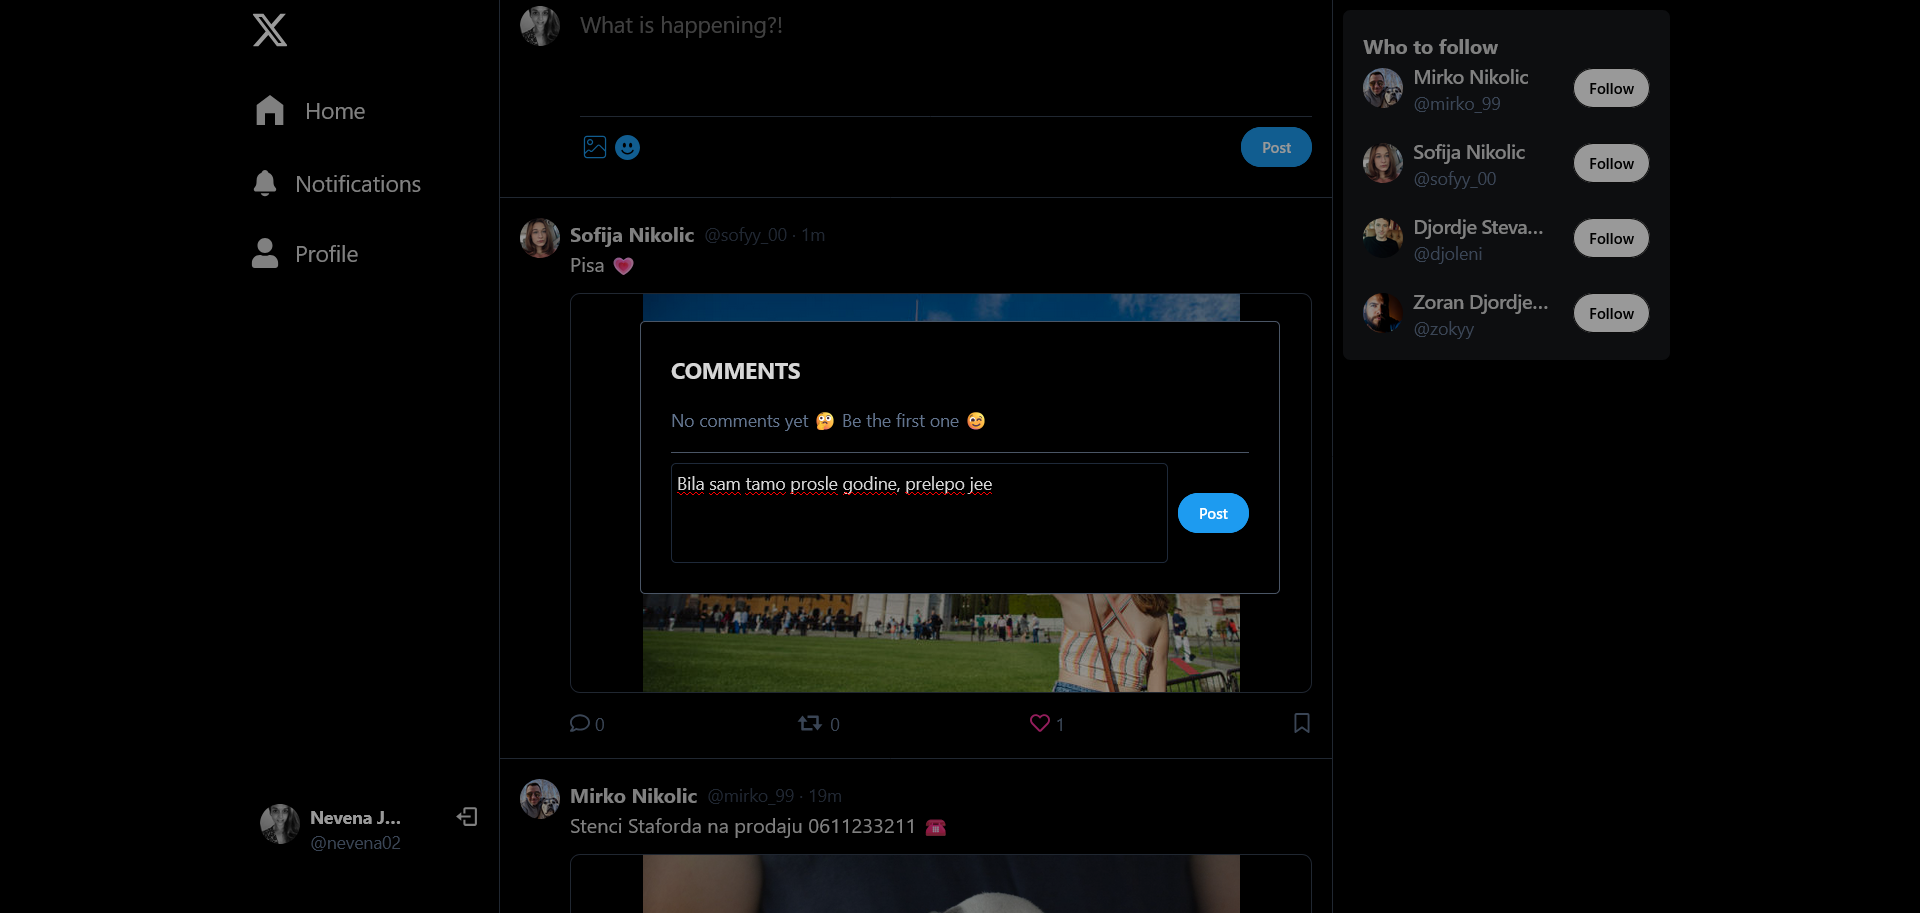 Home
Notifications
Profile
Nevena J...
@nevena02
What is happening?!
Post
Sofija Nikolic @sofyy_00 · 1m
Pisa 💗
COMMENTS
No comments yet 🤔 Be the first one 😊
Bila sam tamo prosle godine, prelepo jee
Post
0
0
1
Mirko Nikolic @mirko_99 · 19m
Stenci Staforda na prodaju 0611233211 ☎️
Who to follow
Mirko Nikolic
@mirko_99
Follow
Sofija Nikolic
@sofyy_00
Follow
Djordje Steva...
@djoleni
Follow
Zoran Djordje...
@zokyy
Follow